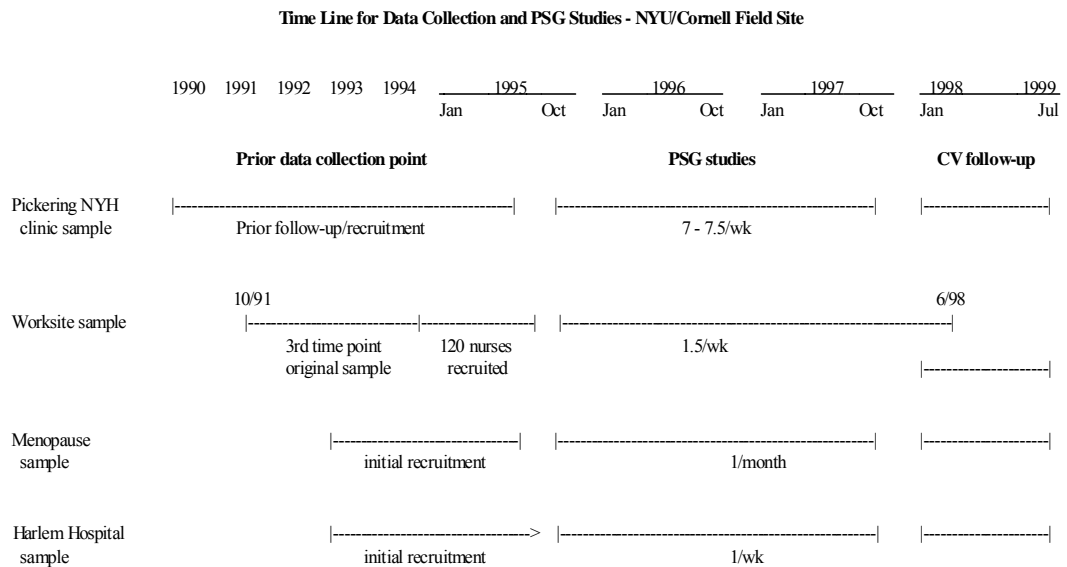 Time Line for Data Collection and PSG Studies - NYU/Cornell Field Site
1990 1991 1992 1993 1994 1995 1996 1997 1998 1999
Jan Oct Jan Oct Jan Oct Jan Jul
Prior data collection point PSG studies CV follow-up
Pickering NYH
clinic sample
Prior follow-up/recruitment 7 - 7.5/wk
10/91 6/98
Worksite sample
3rd time point 120 nurses 1.5/wk
original sample recruited
Menopause
sample
initial recruitment 1/month
Harlem Hospital
sample
initial recruitment 1/wk